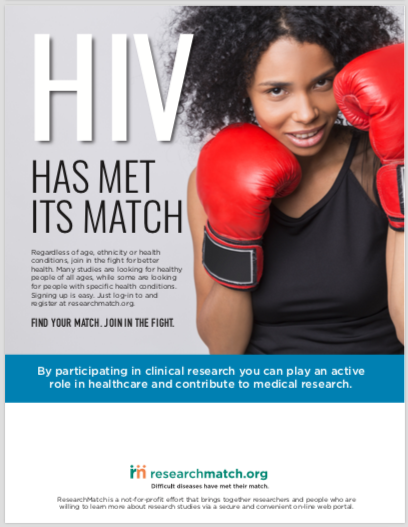 HIV
HAS MET
ITS MATCH
Regardless of age, ethnicity or health
conditions, join in the fight for better
health. Many studies are looking for healthy
people of all ages, while some are looking
for people with specific health conditions.
Signing up is easy. Just log-in to and
register at researchmatch.org.
FIND YOUR MATCH. JOIN IN THE FIGHT.
By participating in clinical research you can play an active
role in healthcare and contribute to medical research.
researchmatch.org
Difficult diseases have met their match.
ResearchMatch is a not-for-profit effort that brings together researchers and people who are
willing to learn more about research studies via a secure and convenient on-line web portal.